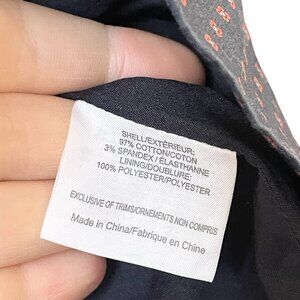 SHELL/EXTÉRIEUR:
97% COTTON/COTON
3% SPANDEX / ÉLASTHANNE
LINING/DOUBLURE:
100% POLYESTER/POLYESTER
EXCLUSIVE OF TRIMS/ORNEMENTS NON COMPRIS
Made in China/Fabriqué en Chine